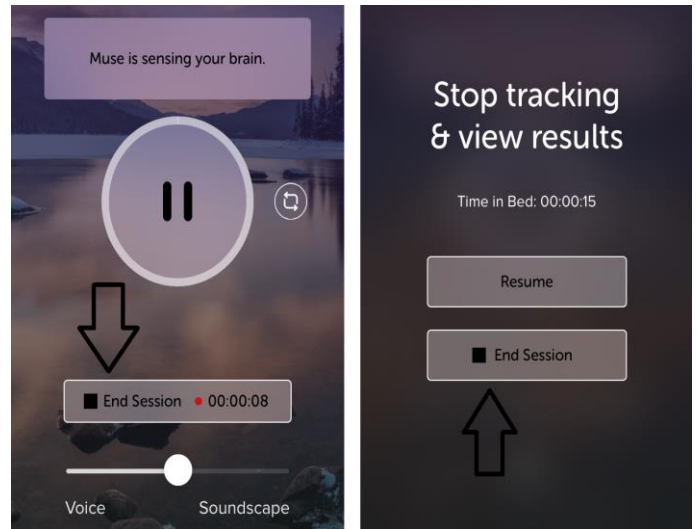 Muse is sensing your brain.
End Session 00:00:08
Voice Soundscape
Stop tracking
& view results
Time in Bed: 00:00:15
Resume
End Session